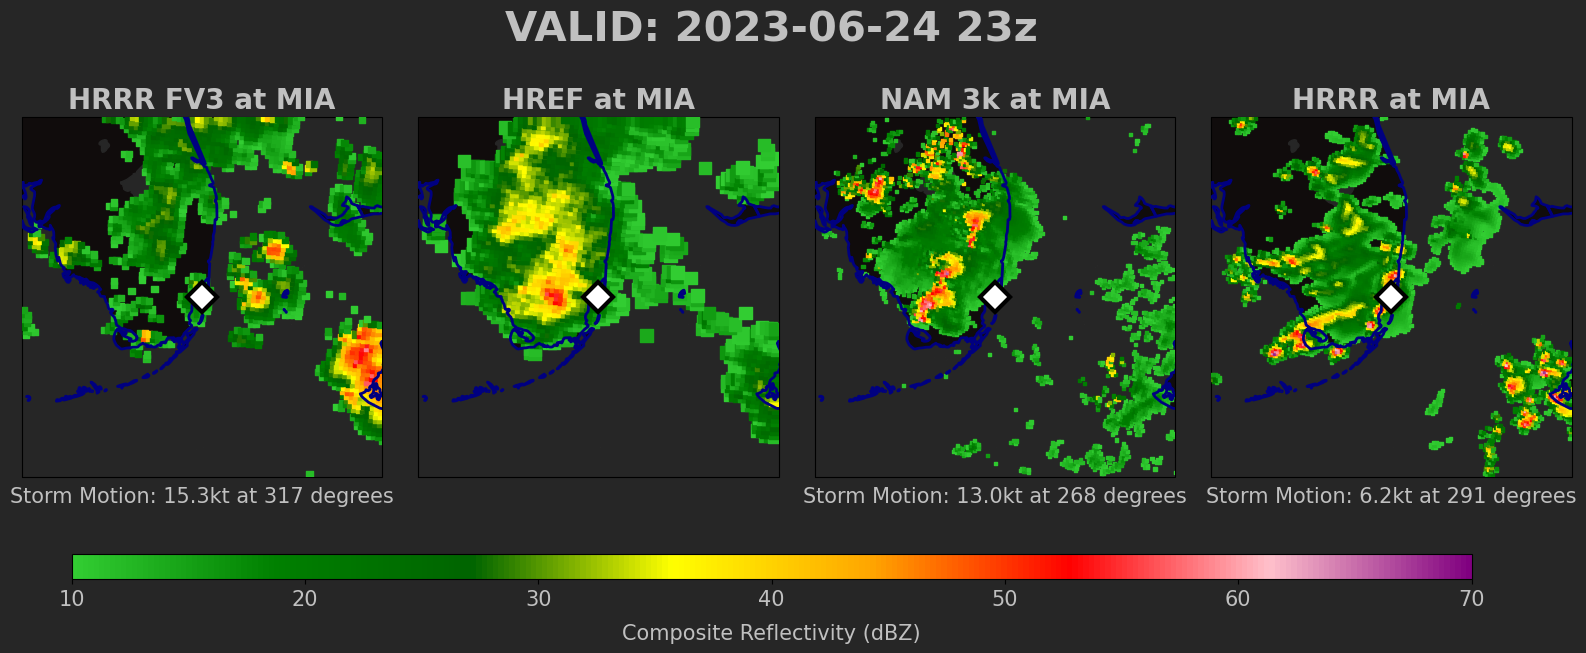 VALID: 2023-06-24 23z
HRRR FV3 at MIA
HREF at MIA
NAM 3k at MIA
HRRR at MIA
Storm Motion: 15.3kt at 317 degrees
Storm Motion: 13.0kt at 268 degrees
Storm Motion: 6.2kt at 291 degrees
10 20 30 40 50 60 70
Composite Reflectivity (dBZ)